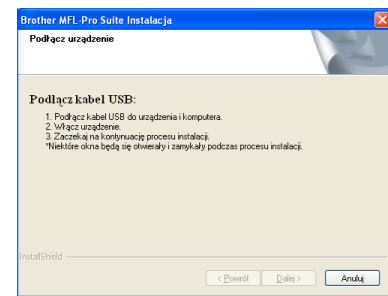 Brother MFL-Pro Suite Instalacja
Podłącz urządzenie
Podłącz kabel USB:
1. Podłącz kabel USB do urządzenia i komputera.
2. Włącz urządzenie.
3. Zaczekaj na kontynuację procesu instalacji.
*Niektóre okna będą się otwierały i zamykały podczas procesu instalacji.
InstallShield
< Powrót Dalej > Anuluj